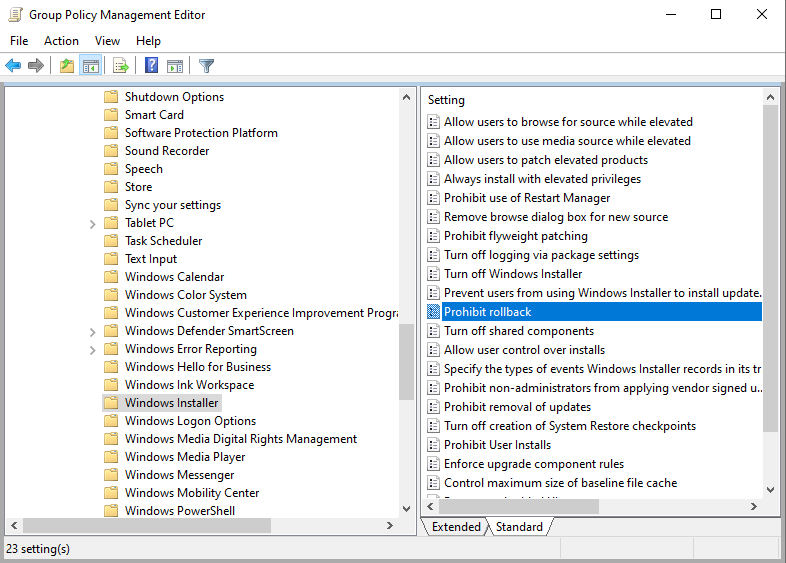 Group Policy Management Editor
File Action View Help
Shutdown Options
Smart Card
Software Protection Platform
Sound Recorder
Speech
Store
Sync your settings
Tablet PC
Task Scheduler
Text Input
Windows Calendar
Windows Color System
Windows Customer Experience Improvement Progra
Windows Defender SmartScreen
Windows Error Reporting
Windows Hello for Business
Windows Ink Workspace
Windows Installer
Windows Logon Options
Windows Media Digital Rights Management
Windows Media Player
Windows Messenger
Windows Mobility Center
Windows PowerShell
Setting
Allow users to browse for source while elevated
Allow users to use media source while elevated
Allow users to patch elevated products
Always install with elevated privileges
Prohibit use of Restart Manager
Remove browse dialog box for new source
Prohibit flyweight patching
Turn off logging via package settings
Turn off Windows Installer
Prevent users from using Windows Installer to install update...
Prohibit rollback
Turn off shared components
Allow user control over installs
Specify the types of events Windows Installer records in its tr
Prohibit non-administrators from applying vendor signed u...
Prohibit removal of updates
Turn off creation of System Restore checkpoints
Prohibit User Installs
Enforce upgrade component rules
Control maximum size of baseline file cache
Extended Standard
23 setting(s)